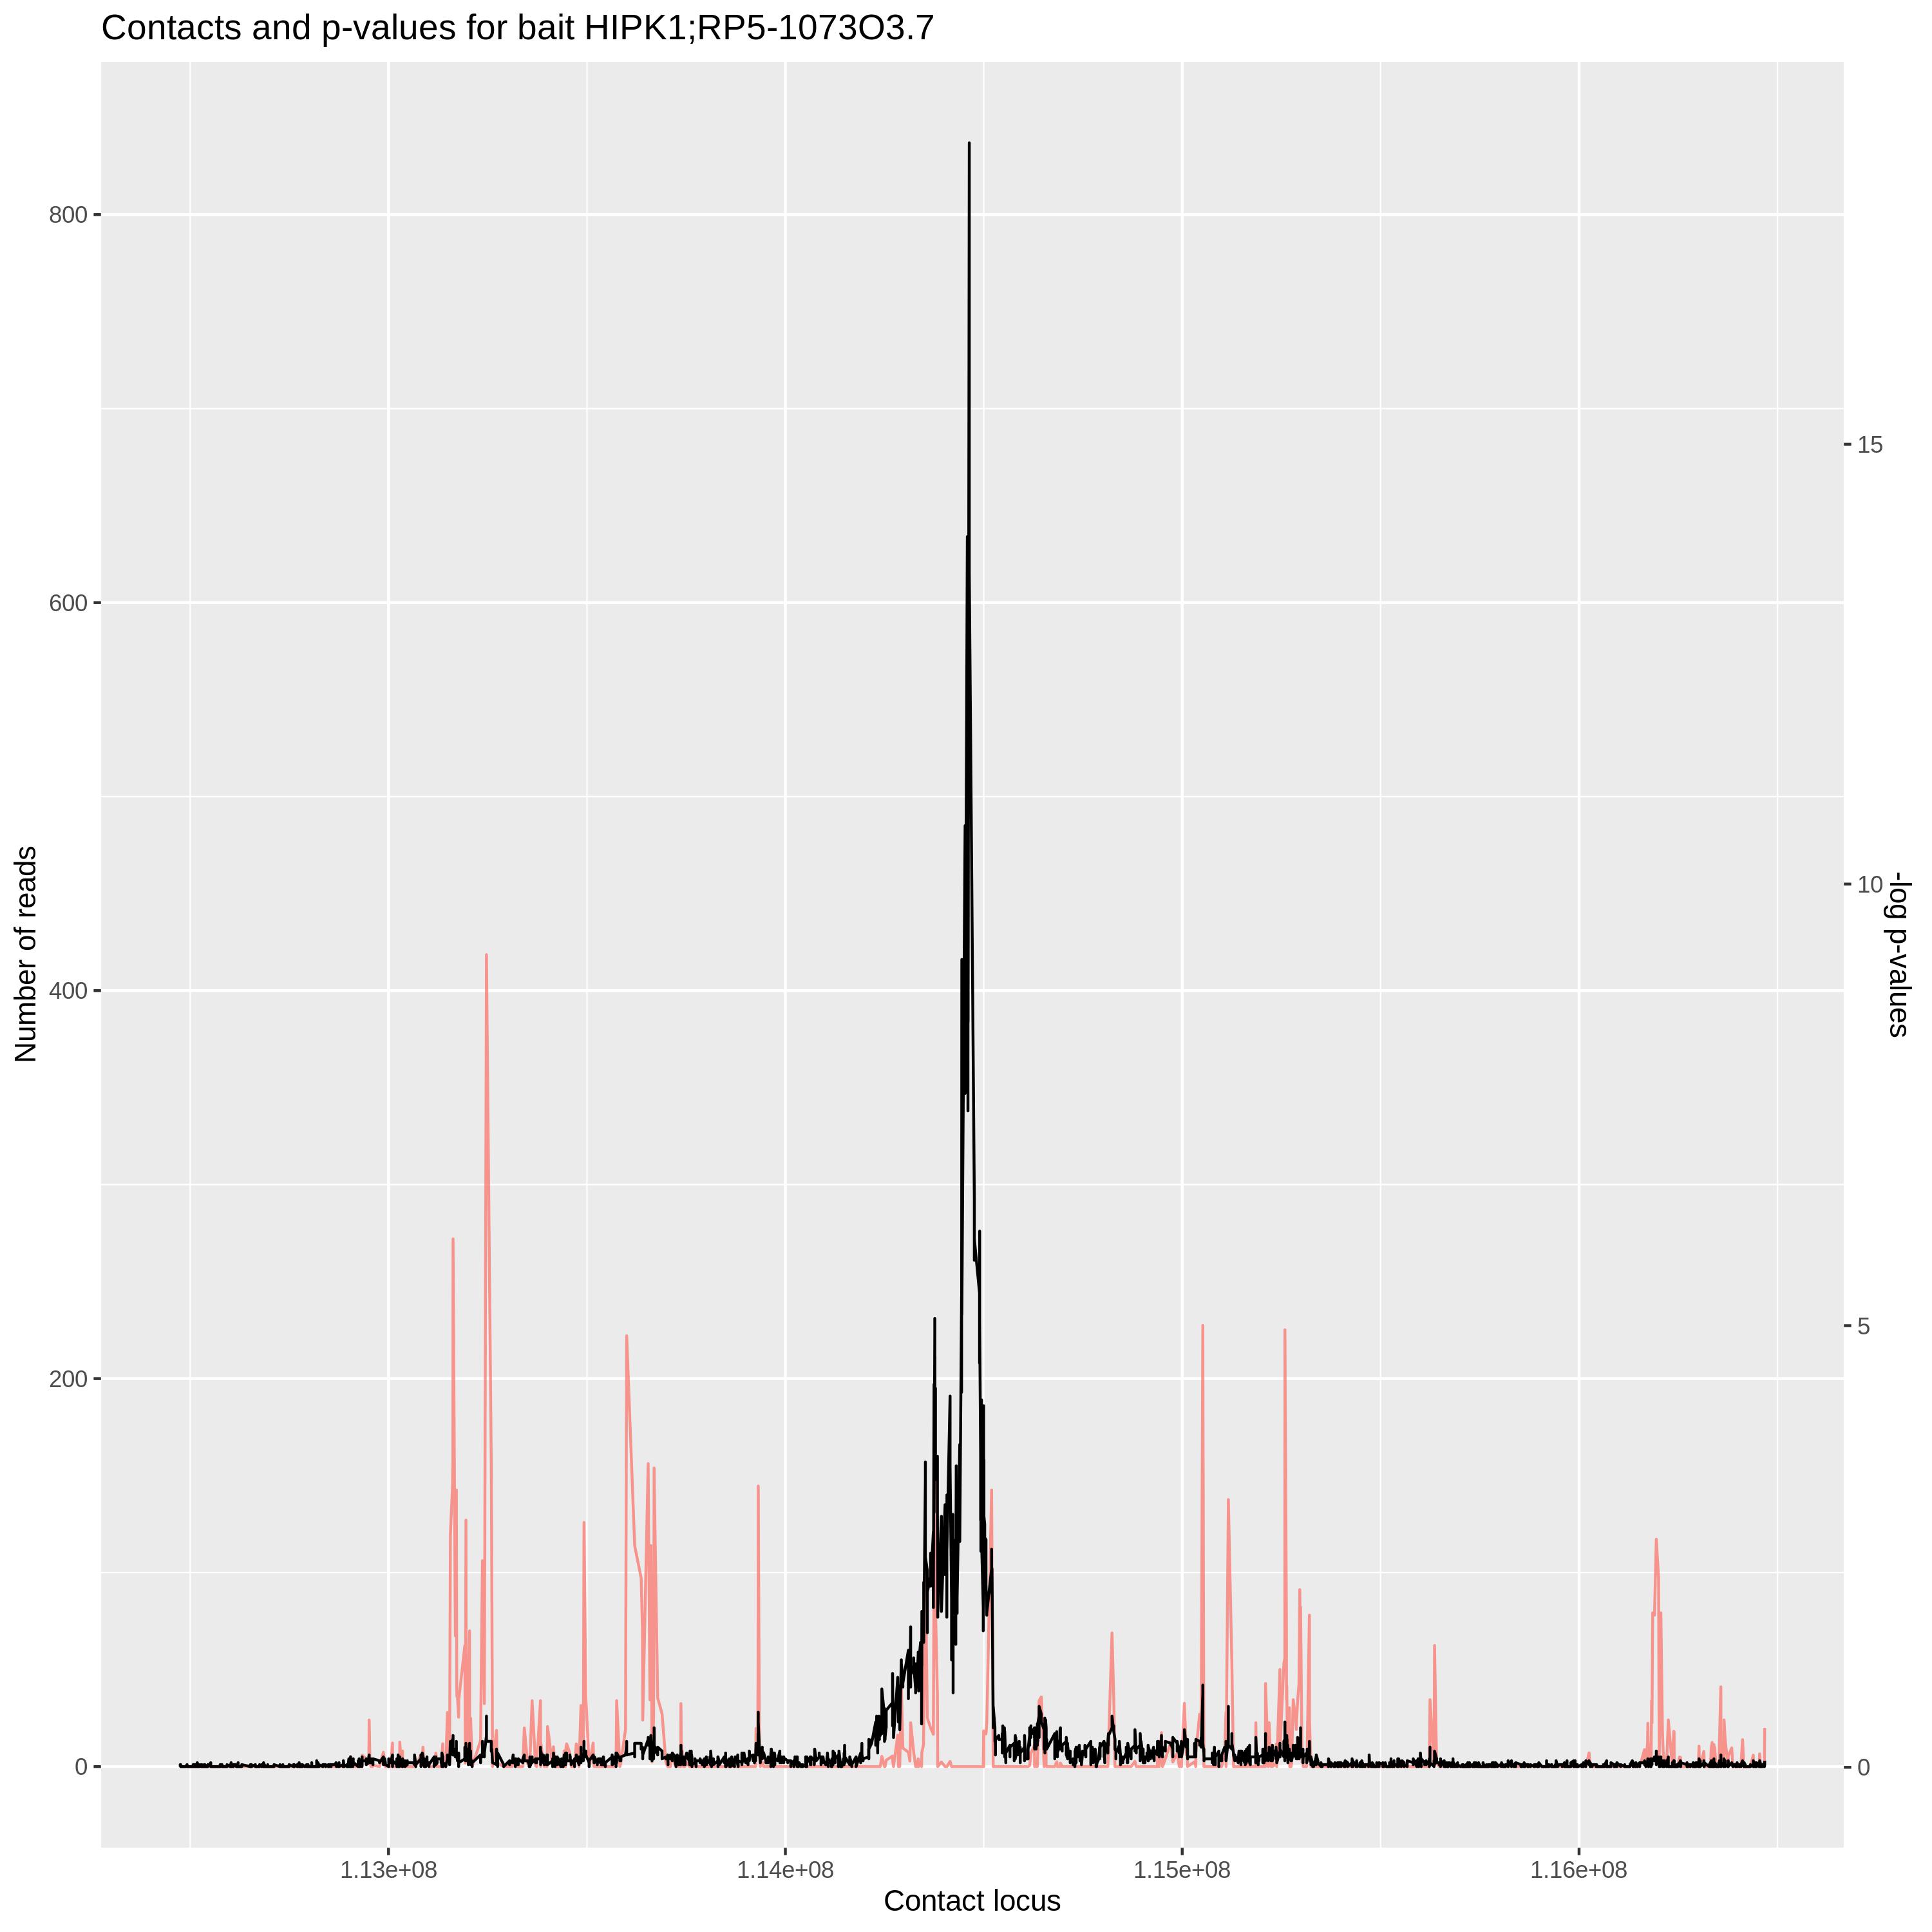 Contacts and p-values for bait HIPK1;RP5-1073O3.7
800
600
400
200
0
Number of reads
15
10
5
0
-log p-values
1.13e+08
1.14e+08
1.15e+08
1.16e+08
Contact locus